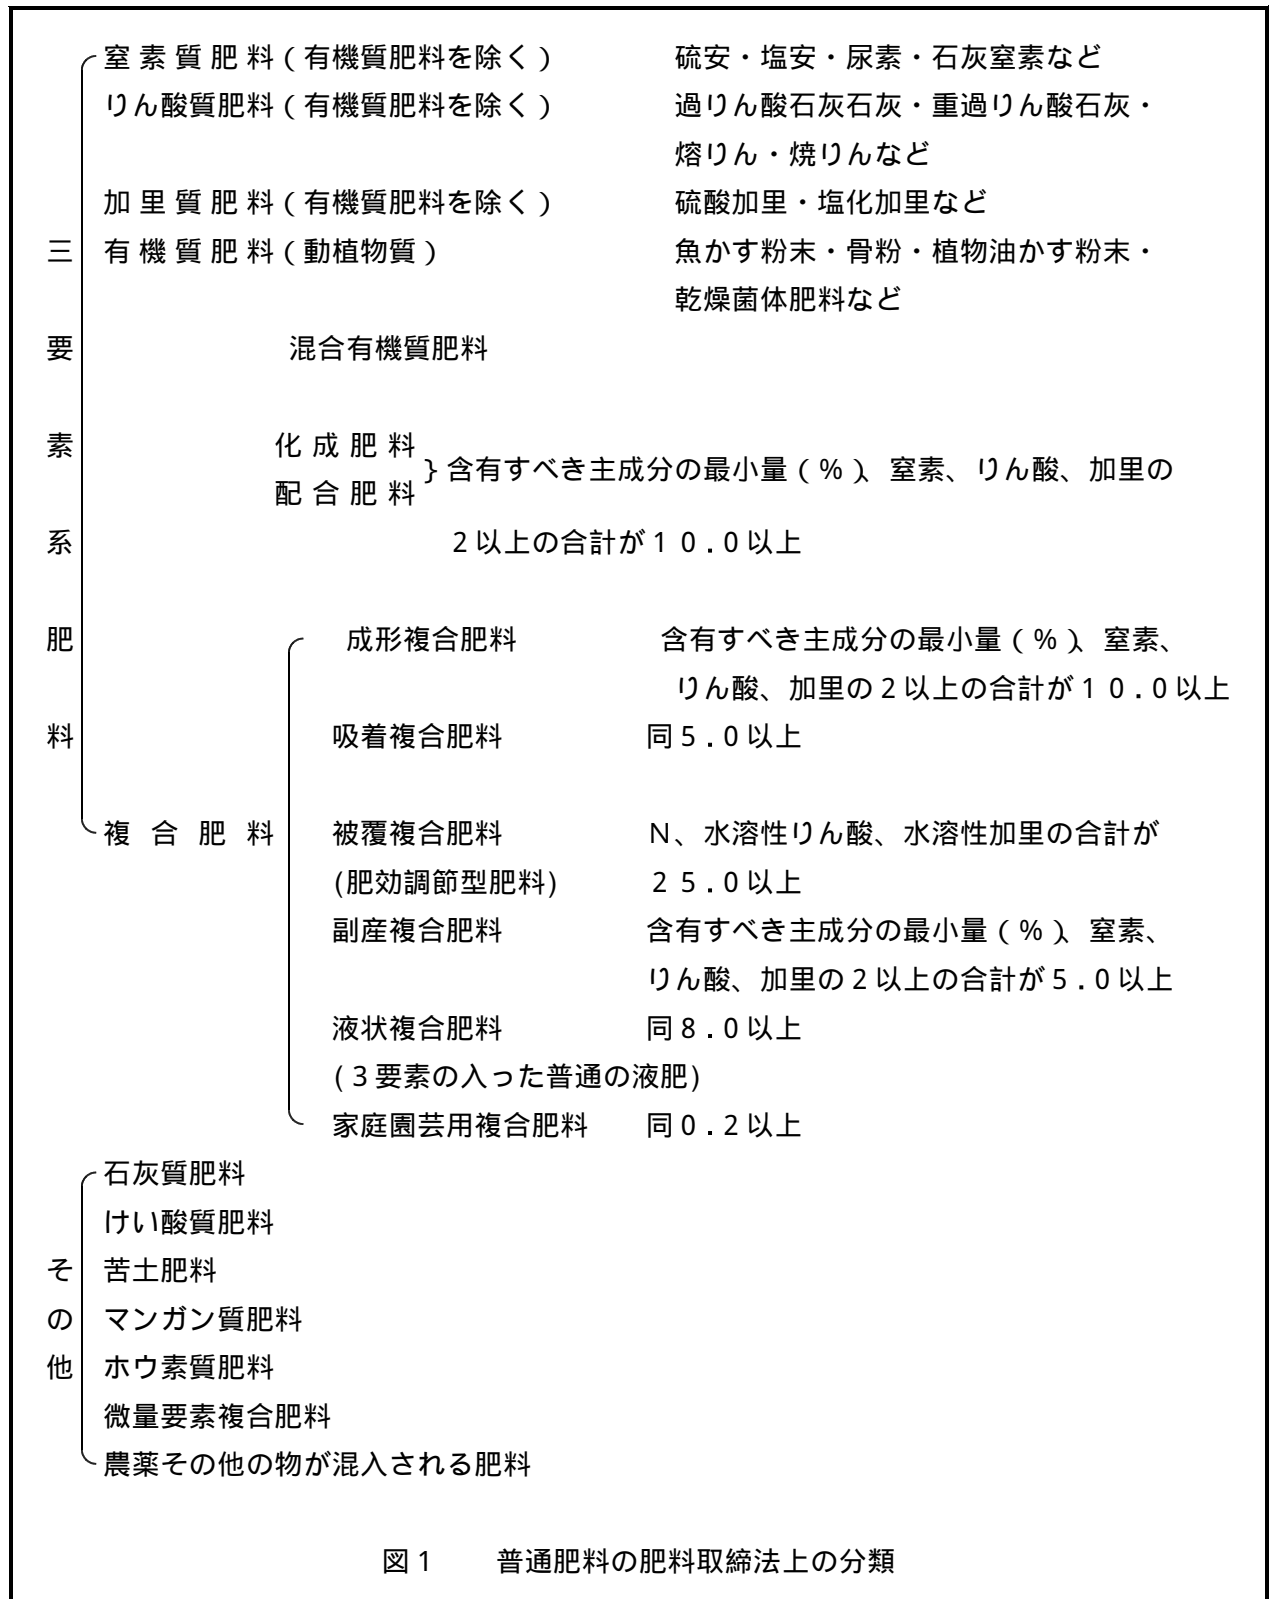 窒素質肥料(有機質肥料を除く) 硫安・塩安・尿素・石灰窒素など
りん酸質肥料(有機質肥料を除く) 過りん酸石灰石灰・重過りん酸石灰・
熔りん・焼りんなど
加里質肥料(有機質肥料を除く) 硫酸加里・塩化加里など
三 有機質肥料(動植物質) 魚かす粉末・骨粉・植物油かす粉末・
乾燥菌体肥料など
要 混合有機質肥料
素 化成肥料
配合肥料 }含有すべき主成分の最小量(%)、窒素、りん酸、加里の
系 2以上の合計が10.0以上
肥 成形複合肥料 含有すべき主成分の最小量(%)、窒素、
りん酸、加里の2以上の合計が10.0以上
料 吸着複合肥料 同5.0以上
複合肥料 被覆複合肥料 N、水溶性りん酸、水溶性加里の合計が
(肥効調節型肥料) 25.0以上
副産複合肥料 含有すべき主成分の最小量(%)、窒素、
りん酸、加里の2以上の合計が5.0以上
液状複合肥料 同8.0以上
(3要素の入った普通の液肥)
家庭園芸用複合肥料 同0.2以上
石灰質肥料
けい酸質肥料
そ 苦土肥料
の マンガン質肥料
他 ホウ素質肥料
微量要素複合肥料
農薬その他の物が混入される肥料
図1 普通肥料の肥料取締法上の分類